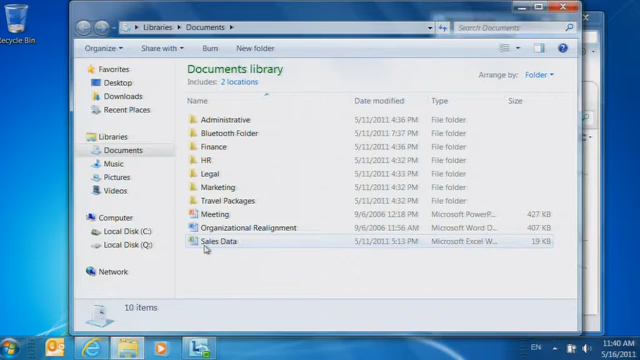 Recycle Bin
Libraries
Documents
Search Documents
Organize
Share with
Burn
New folder
Favorites
Desktop
Downloads
Recent Places
Libraries
Documents
Music
Pictures
Videos
Computer
Local Disk (C:)
Local Disk (Q:)
Network
Documents library
Includes: 2 locations
Arrange by: Folder
Name Date modified Type Size
Administrative 5/11/2011 4:36 PM File folder
Bluetooth Folder 5/11/2011 7:37 PM File folder
Finance 5/11/2011 4:36 PM File folder
HR 5/11/2011 4:32 PM File folder
Legal 5/11/2011 4:33 PM File folder
Marketing 5/11/2011 4:32 PM File folder
Travel Packages 5/11/2011 4:32 PM File folder
Meeting 9/6/2006 12:18 PM Microsoft PowerP... 427 KB
Organizational Realignment 9/6/2006 11:56 AM Microsoft Word D... 407 KB
Sales Data 5/11/2011 5:13 PM Microsoft Excel W... 19 KB
10 items
EN
11:40 AM
5/16/2011